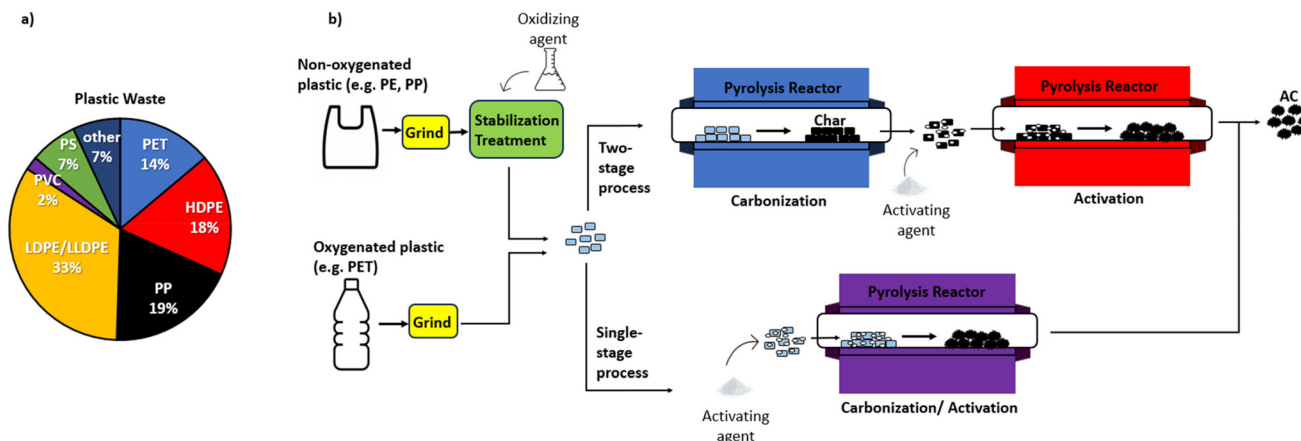 a)
Plastic Waste
other
7%
PET
14%
HDPE
18%
PP
19%
LDPE/LLDPE
33%
PVC
2%
PS
7%
b)
Oxidizing
agent
Non-oxygenated
plastic (e.g. PE, PP)
Grind
Stabilization
Treatment
Oxygenated plastic
(e.g. PET)
Grind
Two-
stage
process
Pyrolysis Reactor
Char
Carbonization
Activating
agent
Pyrolysis Reactor
Activation
AC
Single-
stage
process
Activating
agent
Pyrolysis Reactor
Carbonization/ Activation